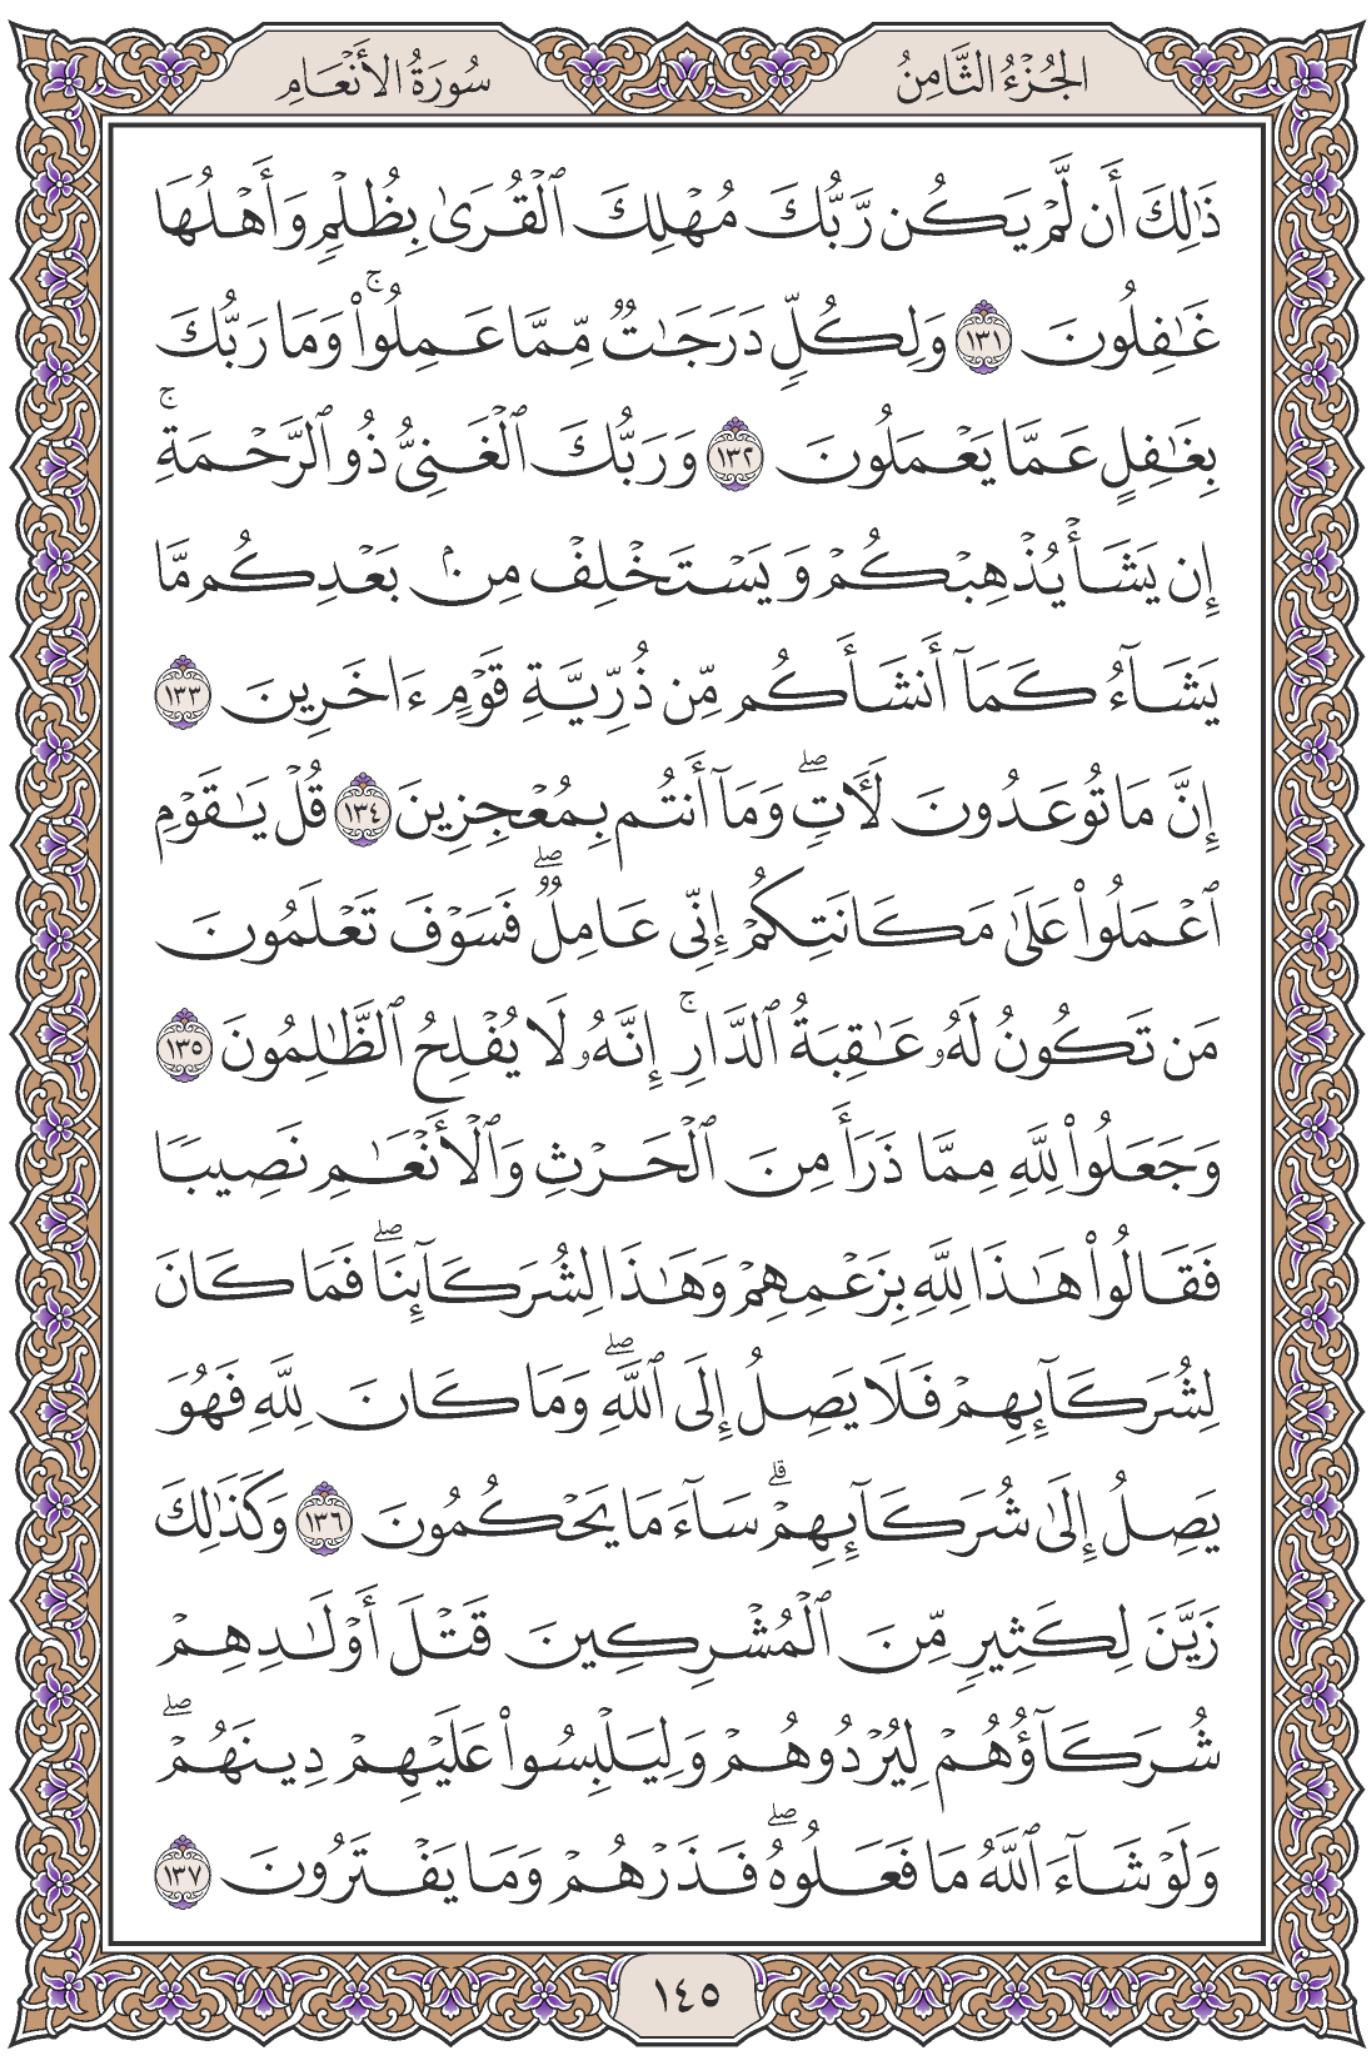 الجُزْءُ الثَّامِنُ
سُورَةُ الأَنْعَامِ
ذَٰلِكَ أَن لَّمْ يَكُن رَّبُّكَ مُهْلِكَ ٱلْقُرَىٰ بِظُلْمٍ وَأَهْلُهَا
غَٰفِلُونَ ١٣١ وَلِكُلٍّ دَرَجَٰتٌ مِّمَّا عَمِلُوا۟ ۚ وَمَا رَبُّكَ
بِغَٰفِلٍ عَمَّا يَعْمَلُونَ ١٣٢ وَرَبُّكَ ٱلْغَنِىُّ ذُو ٱلرَّحْمَةِ ۚ
إِن يَشَأْ يُذْهِبْكُمْ وَيَسْتَخْلِفْ مِنۢ بَعْدِكُم مَّا
يَشَآءُ كَمَآ أَنشَأَكُم مِّن ذُرِّيَّةِ قَوْمٍ ءَاخَرِينَ ١٣٣
إِنَّ مَا تُوعَدُونَ لَءَاتٍ ۖ وَمَآ أَنتُم بِمُعْجِزِينَ ١٣٤ قُلْ يَٰقَوْمِ
ٱعْمَلُوا۟ عَلَىٰ مَكَانَتِكُمْ إِنِّى عَامِلٌ ۖ فَسَوْفَ تَعْلَمُونَ
مَن تَكُونُ لَهُۥ عَٰقِبَةُ ٱلدَّارِ ۚ إِنَّهُۥ لَا يُفْلِحُ ٱلظَّٰلِمُونَ ١٣٥
وَجَعَلُوا۟ لِلَّهِ مِمَّا ذَرَأَ مِنَ ٱلْحَرْثِ وَٱلْأَنْعَٰمِ نَصِيبًا
فَقَالُوا۟ هَٰذَا لِلَّهِ بِزَعْمِهِمْ وَهَٰذَا لِشُرَكَآئِنَا ۖ فَمَا كَانَ
لِشُرَكَآئِهِمْ فَلَا يَصِلُ إِلَى ٱللَّهِ ۖ وَمَا كَانَ لِلَّهِ فَهُوَ
يَصِلُ إِلَىٰ شُرَكَآئِهِمْ ۗ سَآءَ مَا يَحْكُمُونَ ١٣٦ وَكَذَٰلِكَ
زَيَّنَ لِكَثِيرٍ مِّنَ ٱلْمُشْرِكِينَ قَتْلَ أَوْلَٰدِهِمْ
شُرَكَآؤُهُمْ لِيُرْدُوهُمْ وَلِيَلْبِسُوا۟ عَلَيْهِمْ دِينَهُمْ ۖ
وَلَوْ شَآءَ ٱللَّهُ مَا فَعَلُوهُ ۖ فَذَرْهُمْ وَمَا يَفْتَرُونَ ١٣٧
١٤٥